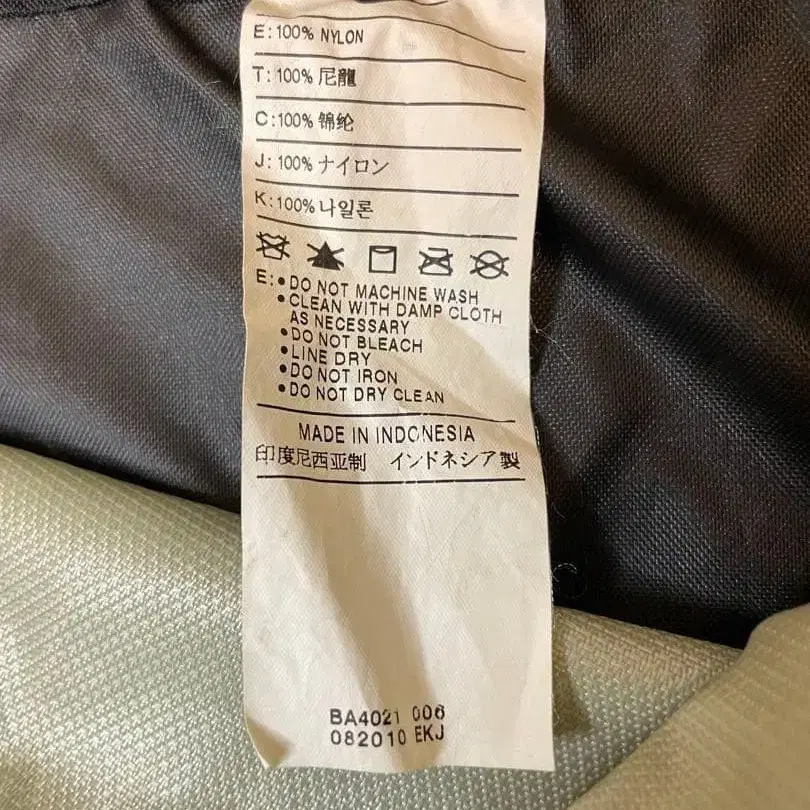 E: 100% NYLON
T: 100% 尼龍
C: 100% 锦纶
J: 100% ナイロン
K: 100% 나일론
E: • DO NOT MACHINE WASH
• CLEAN WITH DAMP CLOTH
AS NECESSARY
• DO NOT BLEACH
• LINE DRY
• DO NOT IRON
• DO NOT DRY CLEAN
MADE IN INDONESIA
印度尼西亚制 インドネシア製
BA4021 006
082010 EKJ